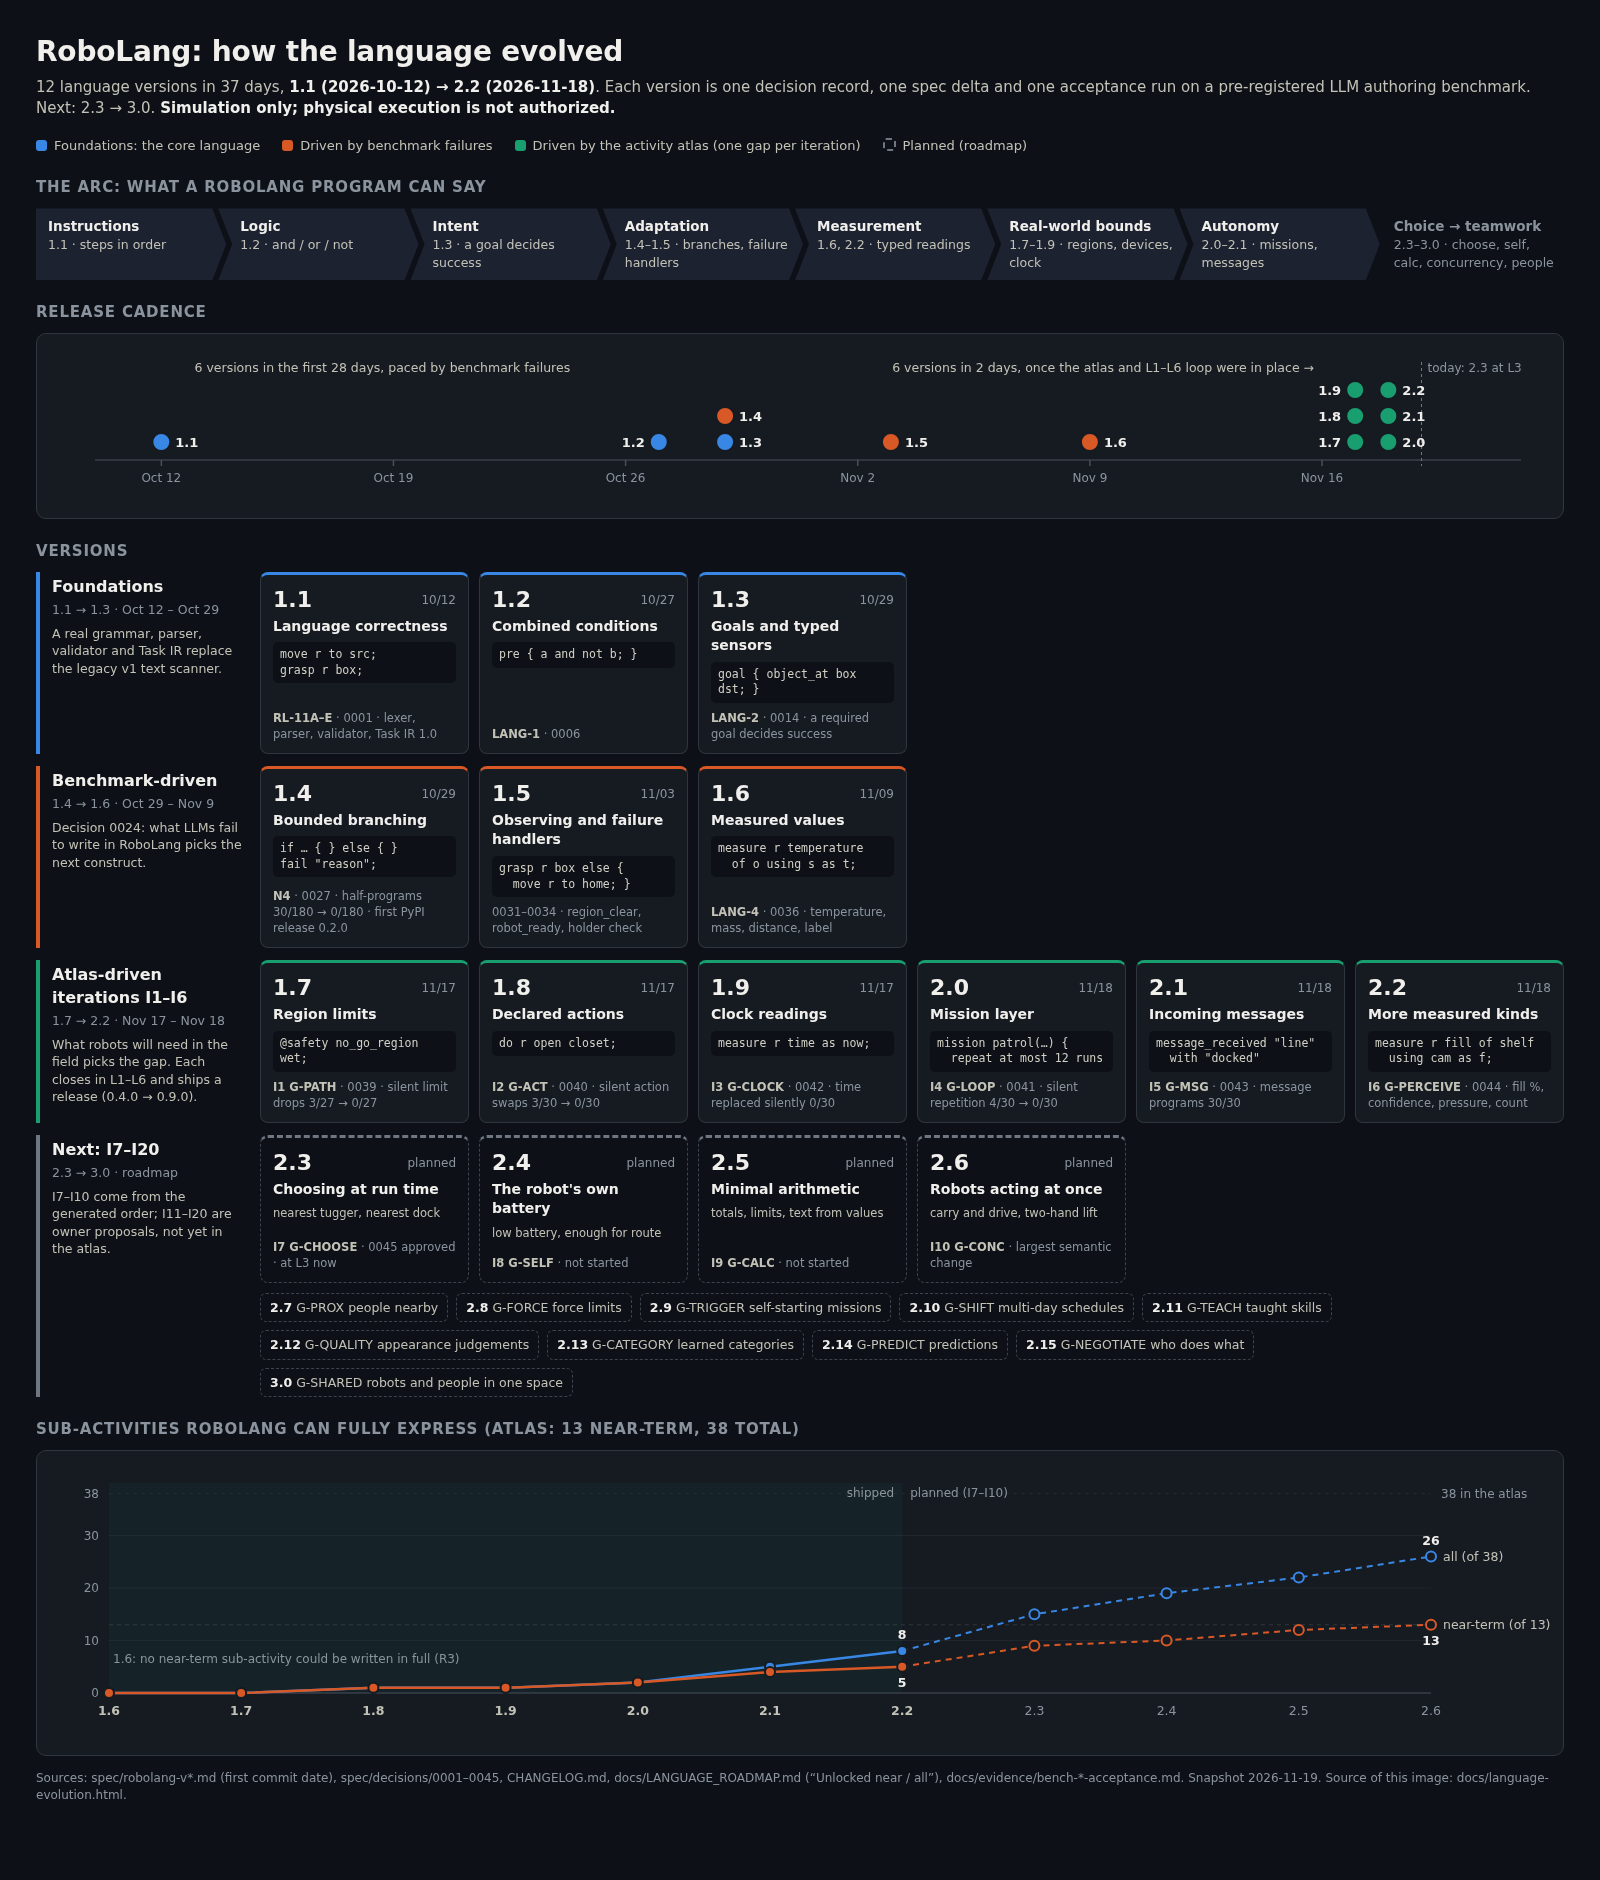 RoboLang: how the language evolved
12 language versions in 37 days, 1.1 (2026-10-12) → 2.2 (2026-11-18). Each version is one decision record, one spec delta and one acceptance run on a pre-registered LLM authoring benchmark.
Next: 2.3 → 3.0. Simulation only; physical execution is not authorized.
Foundations: the core language
Driven by benchmark failures
Driven by the activity atlas (one gap per iteration)
Planned (roadmap)
THE ARC: WHAT A ROBOLANG PROGRAM CAN SAY
Instructions
1.1 · steps in order
Logic
1.2 · and / or / not
Intent
1.3 · a goal decides
success
Adaptation
1.4–1.5 · branches, failure
handlers
Measurement
1.6, 2.2 · typed readings
Real-world bounds
1.7–1.9 · regions, devices,
clock
Autonomy
2.0–2.1 · missions,
messages
Choice → teamwork
2.3–3.0 · choose, self,
calc, concurrency, people
RELEASE CADENCE
6 versions in the first 28 days, paced by benchmark failures
6 versions in 2 days, once the atlas and L1–L6 loop were in place →
today: 2.3 at L3
1.9
2.2
1.4
1.8
2.1
1.1
1.2
1.3
1.5
1.6
1.7
2.0
Oct 12
Oct 19
Oct 26
Nov 2
Nov 9
Nov 16
VERSIONS
Foundations
1.1 → 1.3 · Oct 12 – Oct 29
A real grammar, parser,
validator and Task IR replace
the legacy v1 text scanner.
1.1
10/12
Language correctness
move r to src;
grasp r box;
RL-11A–E · 0001 · lexer,
parser, validator, Task IR 1.0
1.2
10/27
Combined conditions
pre { a and not b; }
LANG-1 · 0006
1.3
10/29
Goals and typed
sensors
goal { object_at box
dst; }
LANG-2 · 0014 · a required
goal decides success
Benchmark-driven
1.4 → 1.6 · Oct 29 – Nov 9
Decision 0024: what LLMs fail
to write in RoboLang picks the
next construct.
1.4
10/29
Bounded branching
if … { } else { }
fail "reason";
N4 · 0027 · half-programs
30/180 → 0/180 · first PyPI
release 0.2.0
1.5
11/03
Observing and failure
handlers
grasp r box else {
move r to home; }
0031–0034 · region_clear,
robot_ready, holder check
1.6
11/09
Measured values
measure r temperature
of o using s as t;
LANG-4 · 0036 · temperature,
mass, distance, label
Atlas-driven
iterations I1–I6
1.7 → 2.2 · Nov 17 – Nov 18
What robots will need in the
field picks the gap. Each
closes in L1–L6 and ships a
release (0.4.0 → 0.9.0).
1.7
11/17
Region limits
@safety no_go_region
wet;
I1 G-PATH · 0039 · silent limit
drops 3/27 → 0/27
1.8
11/17
Declared actions
do r open closet;
I2 G-ACT · 0040 · silent action
swaps 3/30 → 0/30
1.9
11/17
Clock readings
measure r time as now;
I3 G-CLOCK · 0042 · time
replaced silently 0/30
2.0
11/18
Mission layer
mission patrol(…) {
repeat at most 12 runs
I4 G-LOOP · 0041 · silent
repetition 4/30 → 0/30
2.1
11/18
Incoming messages
message_received "line"
with "docked"
I5 G-MSG · 0043 · message
programs 30/30
2.2
11/18
More measured kinds
measure r fill of shelf
using cam as f;
I6 G-PERCEIVE · 0044 · fill %,
confidence, pressure, count
Next: I7–I20
2.3 → 3.0 · roadmap
I7–I10 come from the
generated order; I11–I20 are
owner proposals, not yet in
the atlas.
2.3
planned
Choosing at run time
nearest tugger, nearest dock
I7 G-CHOOSE · 0045 approved
· at L3 now
2.4
planned
The robot's own
battery
low battery, enough for route
I8 G-SELF · not started
2.5
planned
Minimal arithmetic
totals, limits, text from values
I9 G-CALC · not started
2.6
planned
Robots acting at once
carry and drive, two-hand lift
I10 G-CONC · largest semantic
change
2.7 G-PROX people nearby
2.8 G-FORCE force limits
2.9 G-TRIGGER self-starting missions
2.10 G-SHIFT multi-day schedules
2.11 G-TEACH taught skills
2.12 G-QUALITY appearance judgements
2.13 G-CATEGORY learned categories
2.14 G-PREDICT predictions
2.15 G-NEGOTIATE who does what
3.0 G-SHARED robots and people in one space
SUB-ACTIVITIES ROBOLANG CAN FULLY EXPRESS (ATLAS: 13 NEAR-TERM, 38 TOTAL)
38
shipped
planned (I7–I10)
38 in the atlas
30
26
all (of 38)
20
near-term (of 13)
8
10
13
1.6: no near-term sub-activity could be written in full (R3)
5
0
1.6
1.7
1.8
1.9
2.0
2.1
2.2
2.3
2.4
2.5
2.6
Sources: spec/robolang-v*.md (first commit date), spec/decisions/0001–0045, CHANGELOG.md, docs/LANGUAGE_ROADMAP.md (“Unlocked near / all”), docs/evidence/bench-*-acceptance.md. Snapshot 2026-11-19. Source of this image: docs/language-
evolution.html.